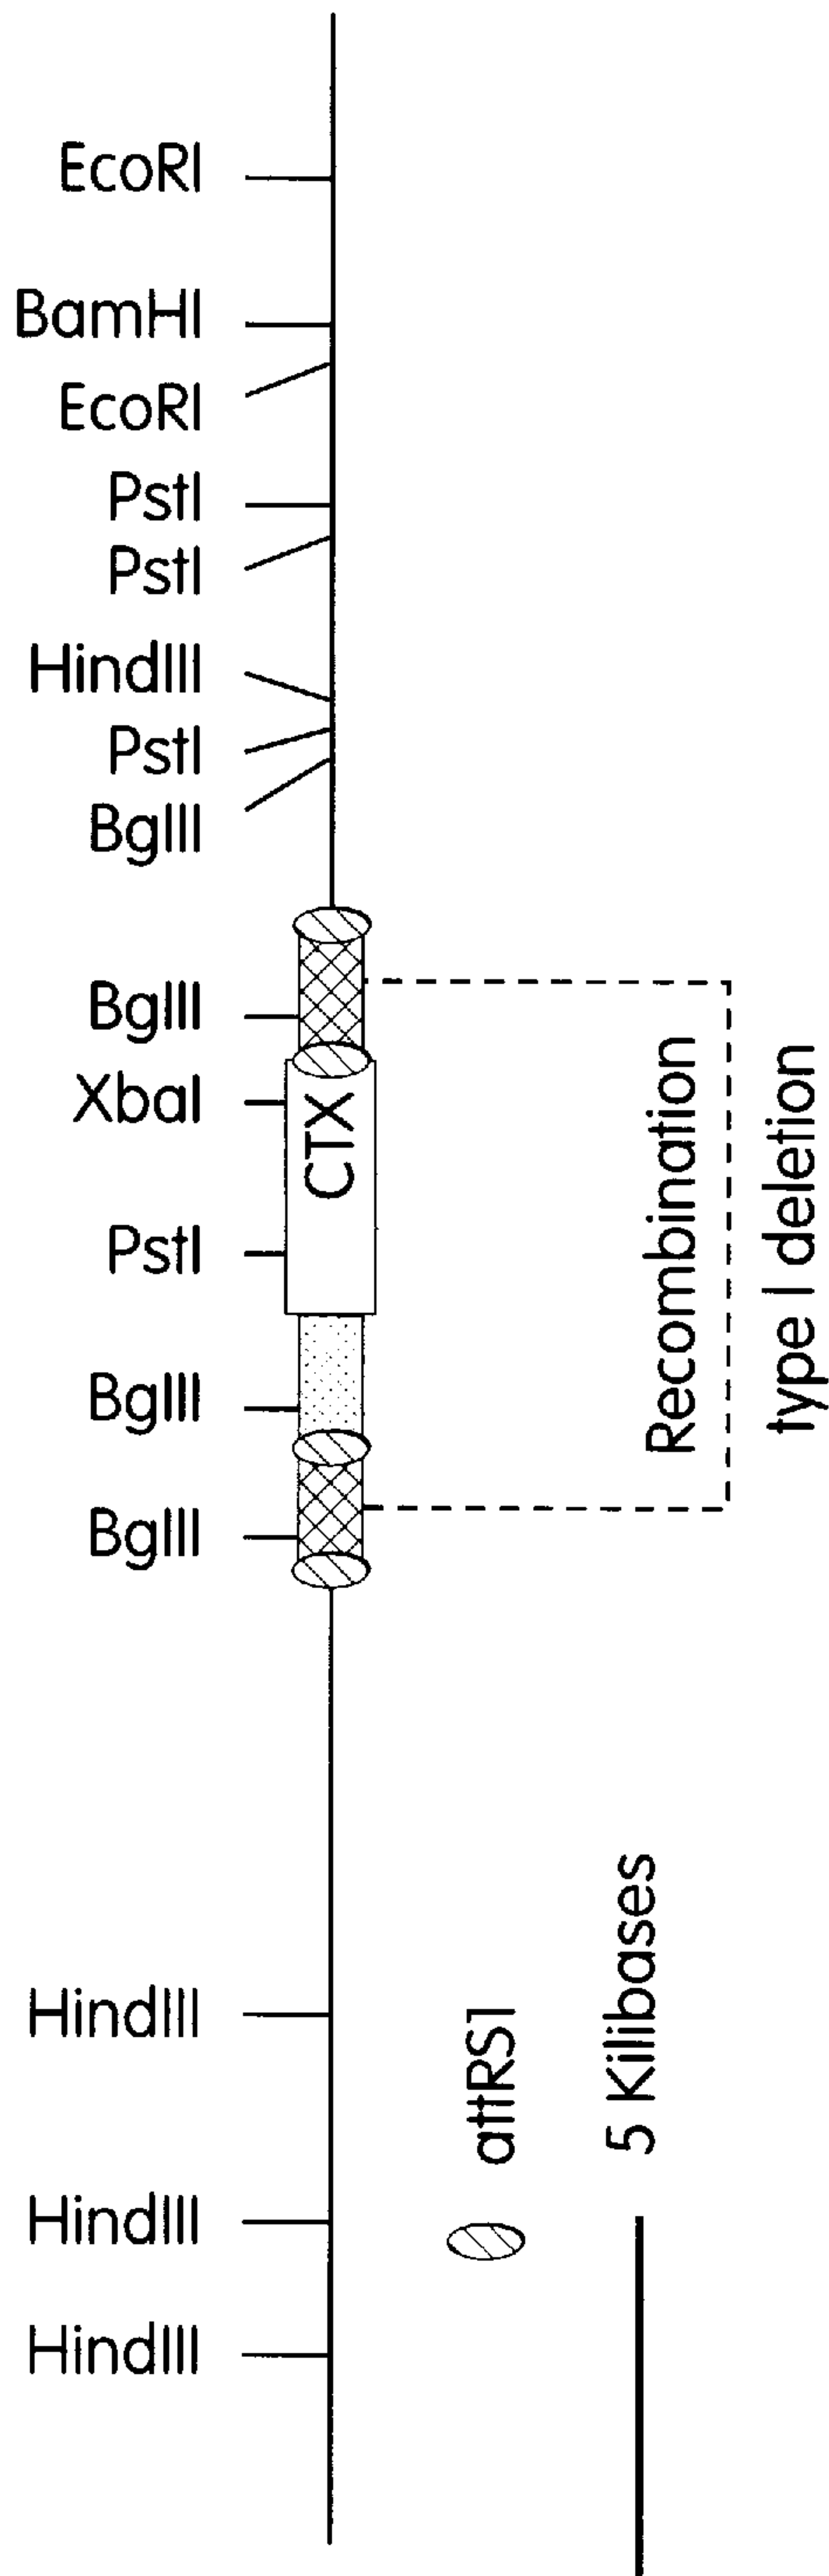 EcoRI
BamHI
EcoRI
PstI
PstI
HindIII
PstI
BglII
BglII
XbaI
CTX
PstI
BglII
BglII
Recombination
type I deletion
HindIII
HindIII
HindIII
attRS1
5 Kilibases